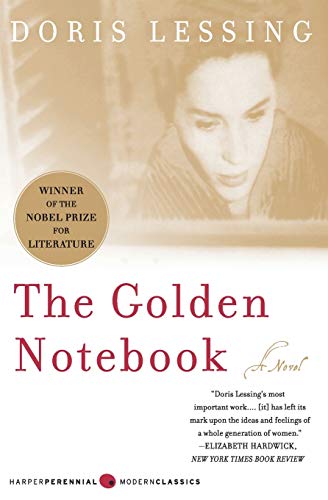 DORIS LESSING
WINNER
OF THE
NOBEL PRIZE
FOR
LITERATURE
The Golden
Notebook
A Novel
"Doris Lessing's most
important work.... [it] has left its
mark upon the ideas and feelings
of a whole generation of women."
—ELIZABETH HARDWICK,
NEW YORK TIMES BOOK REVIEW
HARPERPERENNIAL MODERNCLASSICS